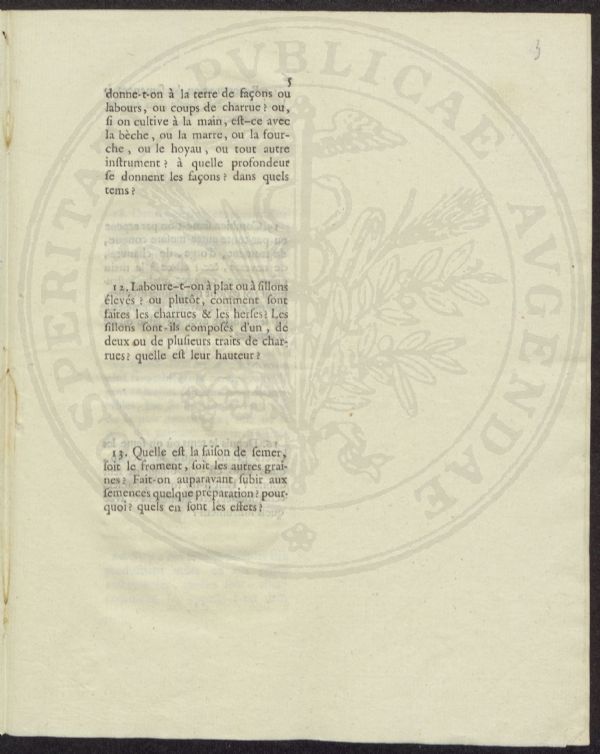 5
donne-t-on à la terre de façons ou
labours, ou coups de charrue? ou,
ſi on cultive à la main, eſt-ce avec
la bèche, ou la marre, ou la four-
che, ou le hoyau, ou tout autre
inſtrument? à quelle profondeur
ſe donnent les façons? dans quels
tems?
12. Laboure-t-on à plat ou à ſillons
élevés? ou plutôt, comment ſont
faites les charrues & les herſes? Les
ſillons ſont-ils compoſés d'un, de
deux ou de pluſieurs traits de char-
rues? quelle eſt leur hauteur?
13. Quelle eſt la ſaiſon de ſemer,
ſoit le froment, ſoit les autres grai-
nes? Fait-on auparavant ſubir aux
ſemences quelque préparation? pour-
quoi? quels en ſont les effets?
PROSPERITATI PVBLICAE AVGENDAE